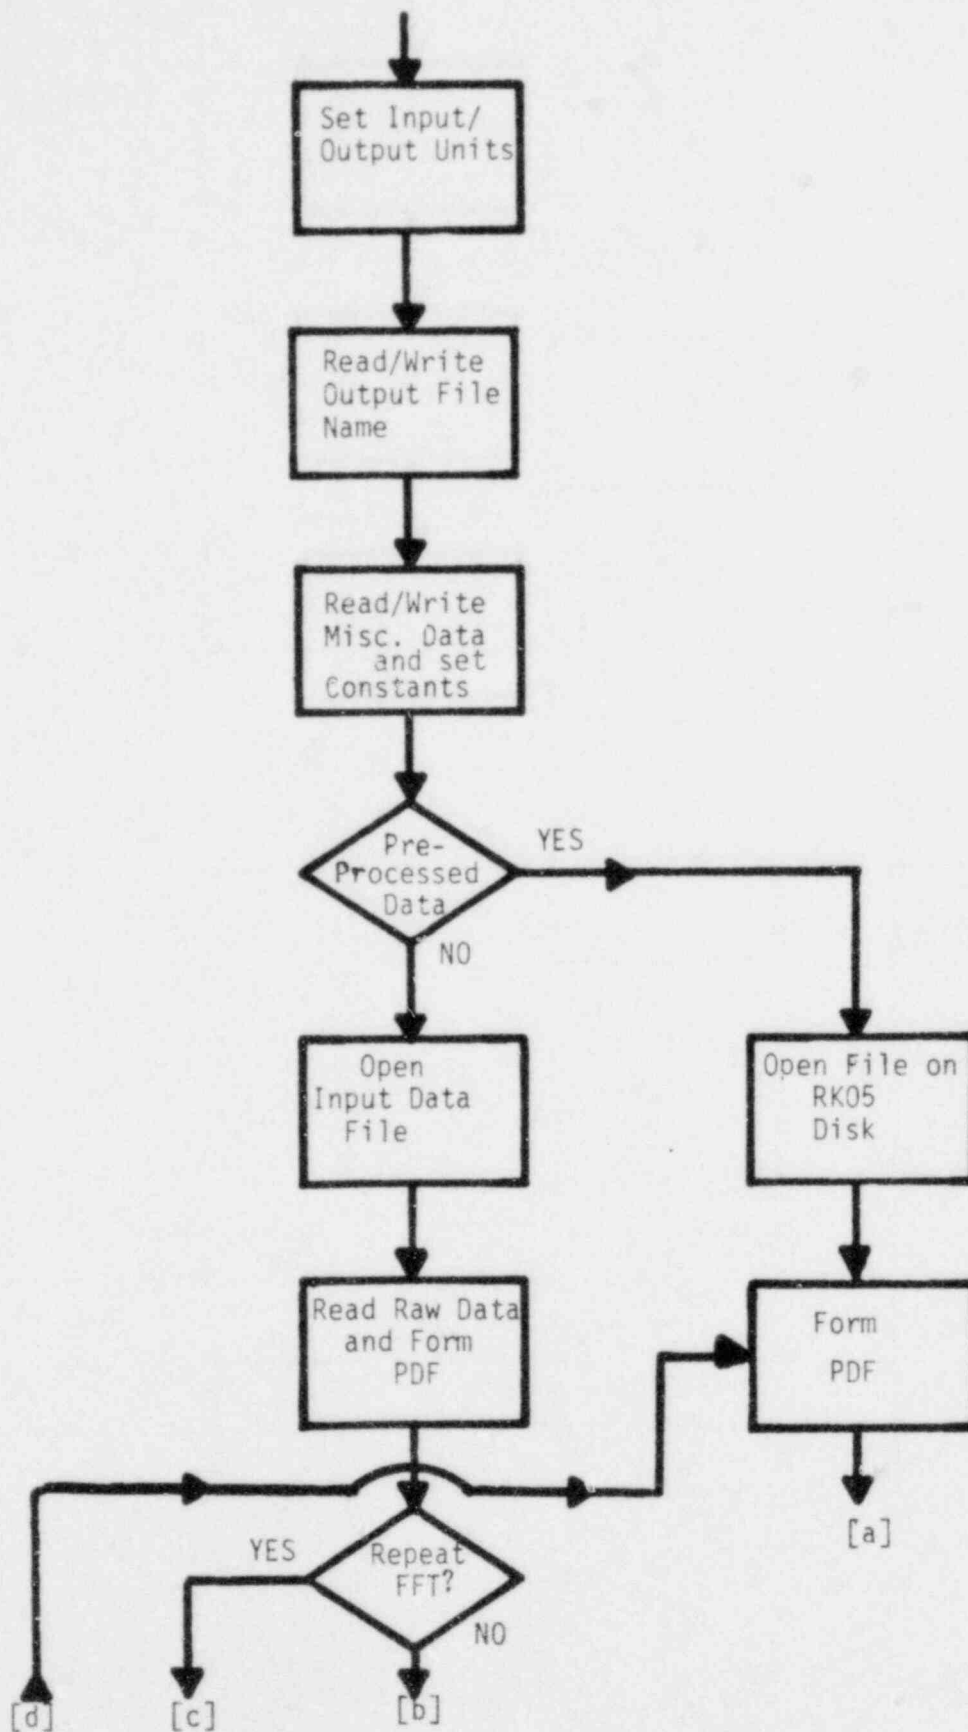 Set Input/
Output Units
Read/Write
Output File
Name
Read/Write
Misc. Data
and set
Constants
Pre-
Processed
Data
YES
NO
Open
Input Data
File
Open File on
RK05
Disk
Read Raw Data
and Form
PDF
Form
PDF
[a]
YES
Repeat
FFT?
NO
[d]
[c]
[b]